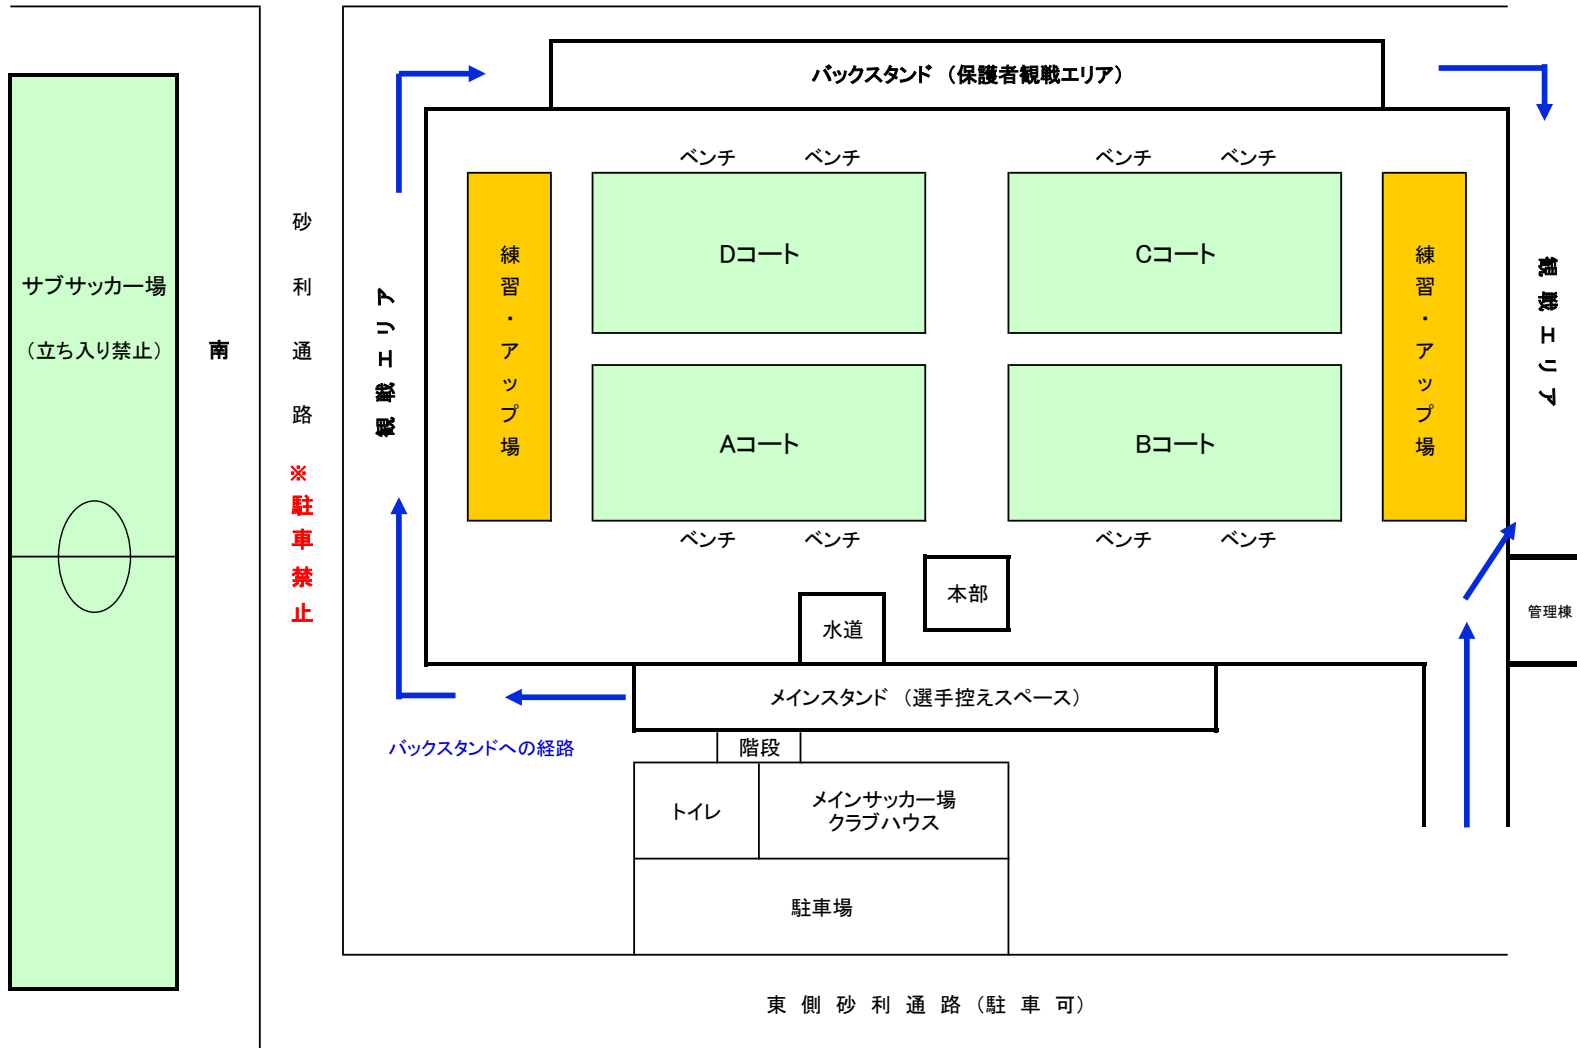 バックスタンド（保護者観戦エリア）
ベンチ ベンチ ベンチ ベンチ
Dコート
Cコート
練習・アップ場
練習・アップ場
Aコート
Bコート
ベンチ ベンチ ベンチ ベンチ
観戦エリア
観戦エリア
サブサッカー場
（立ち入り禁止）
南
砂利通路※駐車禁止
本部
水道
管理棟
メインスタンド（選手控えスペース）
バックスタンドへの経路
階段
トイレ
メインサッカー場
クラブハウス
駐車場
東側砂利通路（駐車可）